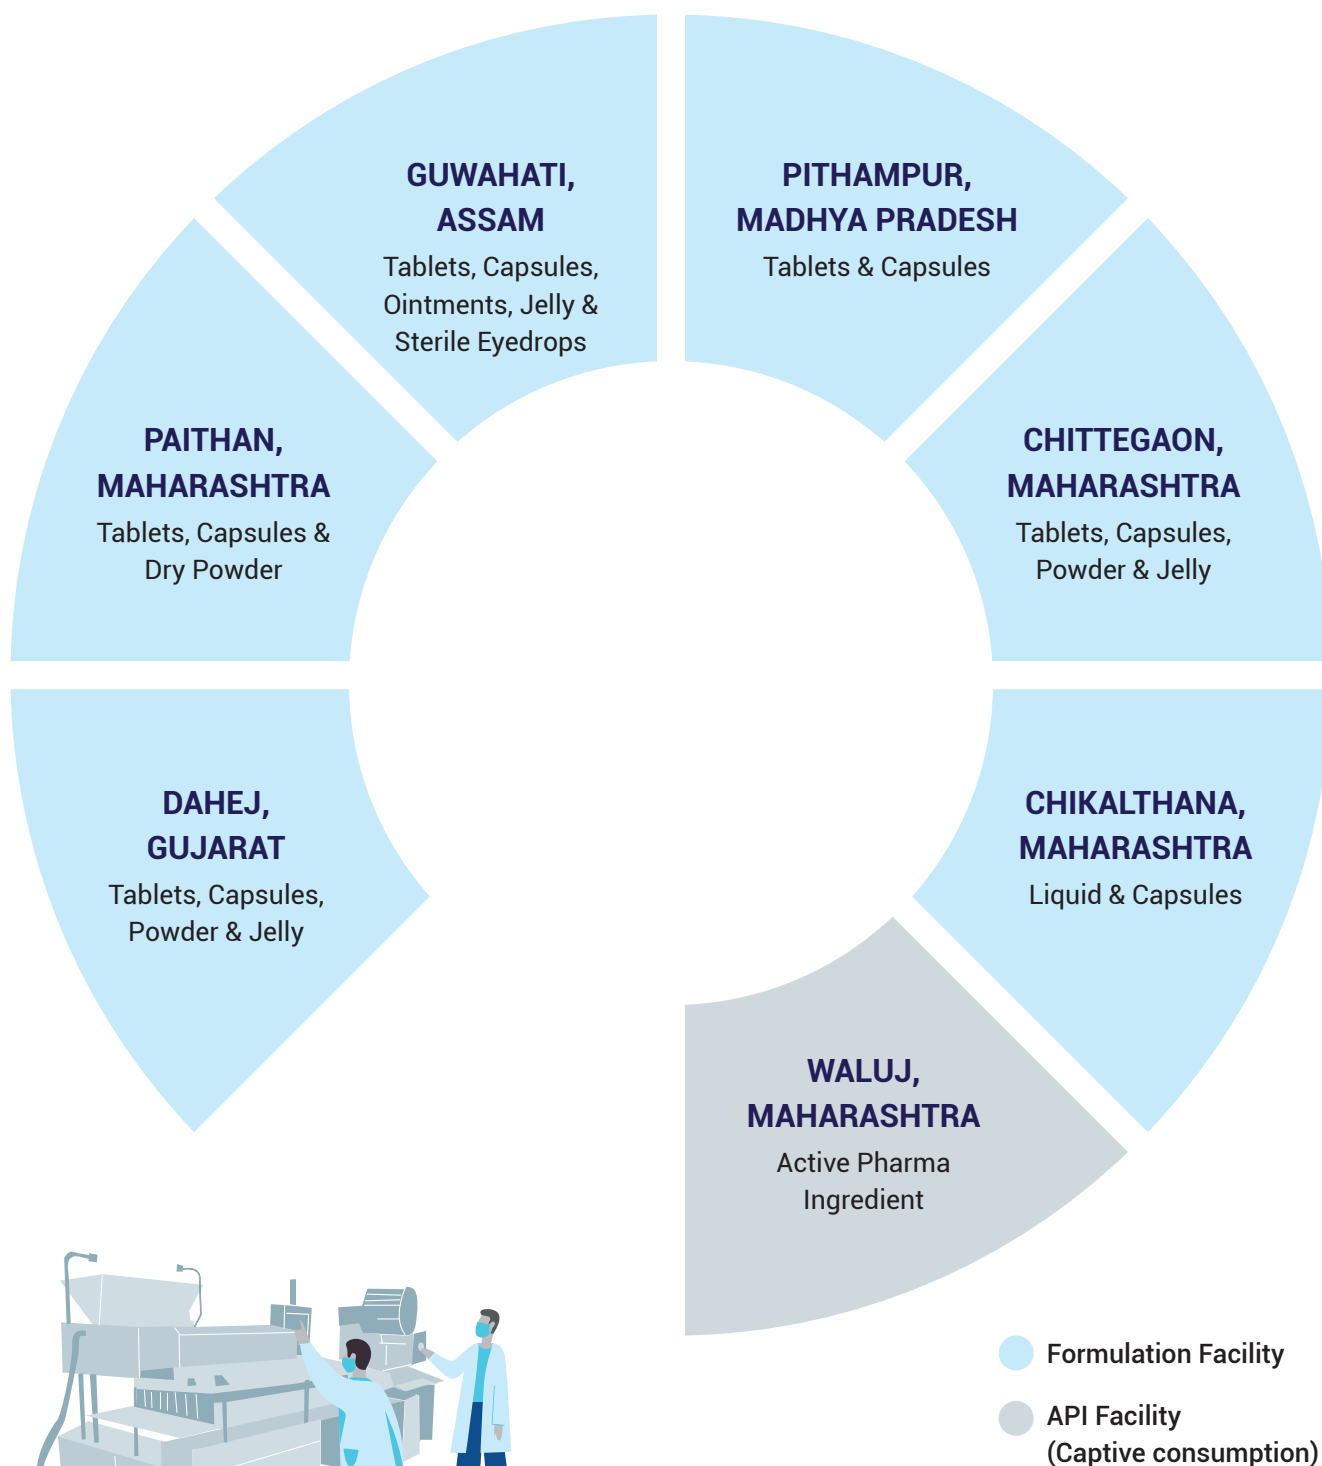 GUWAHATI,
ASSAM
Tablets, Capsules,
Ointments, Jelly &
Sterile Eyedrops
PITHAMPUR,
MADHYA PRADESH
Tablets & Capsules
PAITHAN,
MAHARASHTRA
Tablets, Capsules &
Dry Powder
CHITTEGAON,
MAHARASHTRA
Tablets, Capsules,
Powder & Jelly
DAHEJ,
GUJARAT
Tablets, Capsules,
Powder & Jelly
CHIKALTHANA,
MAHARASHTRA
Liquid & Capsules
WALUJ,
MAHARASHTRA
Active Pharma
Ingredient
Formulation Facility
API Facility
(Captive consumption)